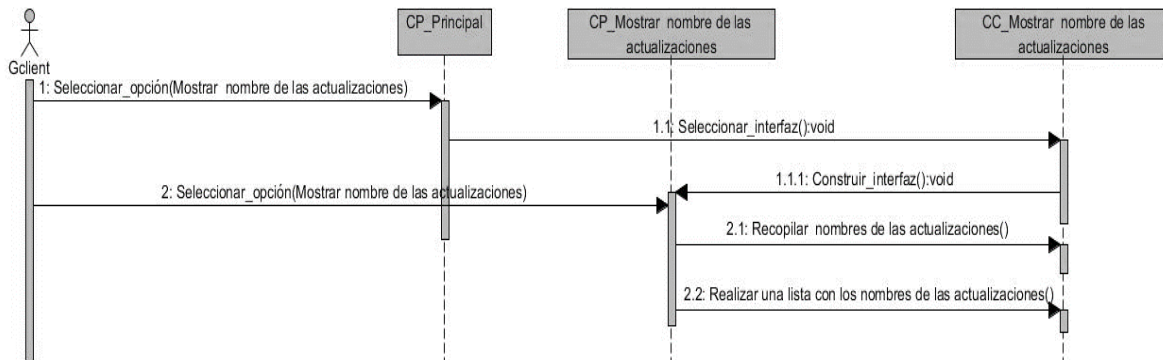 CP_Principal
CP_Mostrar nombre de las
actualizaciones
CC_Mostrar nombre de las
actualizaciones
Gclient
1: Seleccionar_opción(Mostrar nombre de las actualizaciones)
1.1: Seleccionar_interfaz():void
1.1.1: Construir_interfaz():void
2: Seleccionar_opción(Mostrar nombre de las actualizaciones)
2.1: Recopilar nombres de las actualizaciones()
2.2: Realizar una lista con los nombres de las actualizaciones()